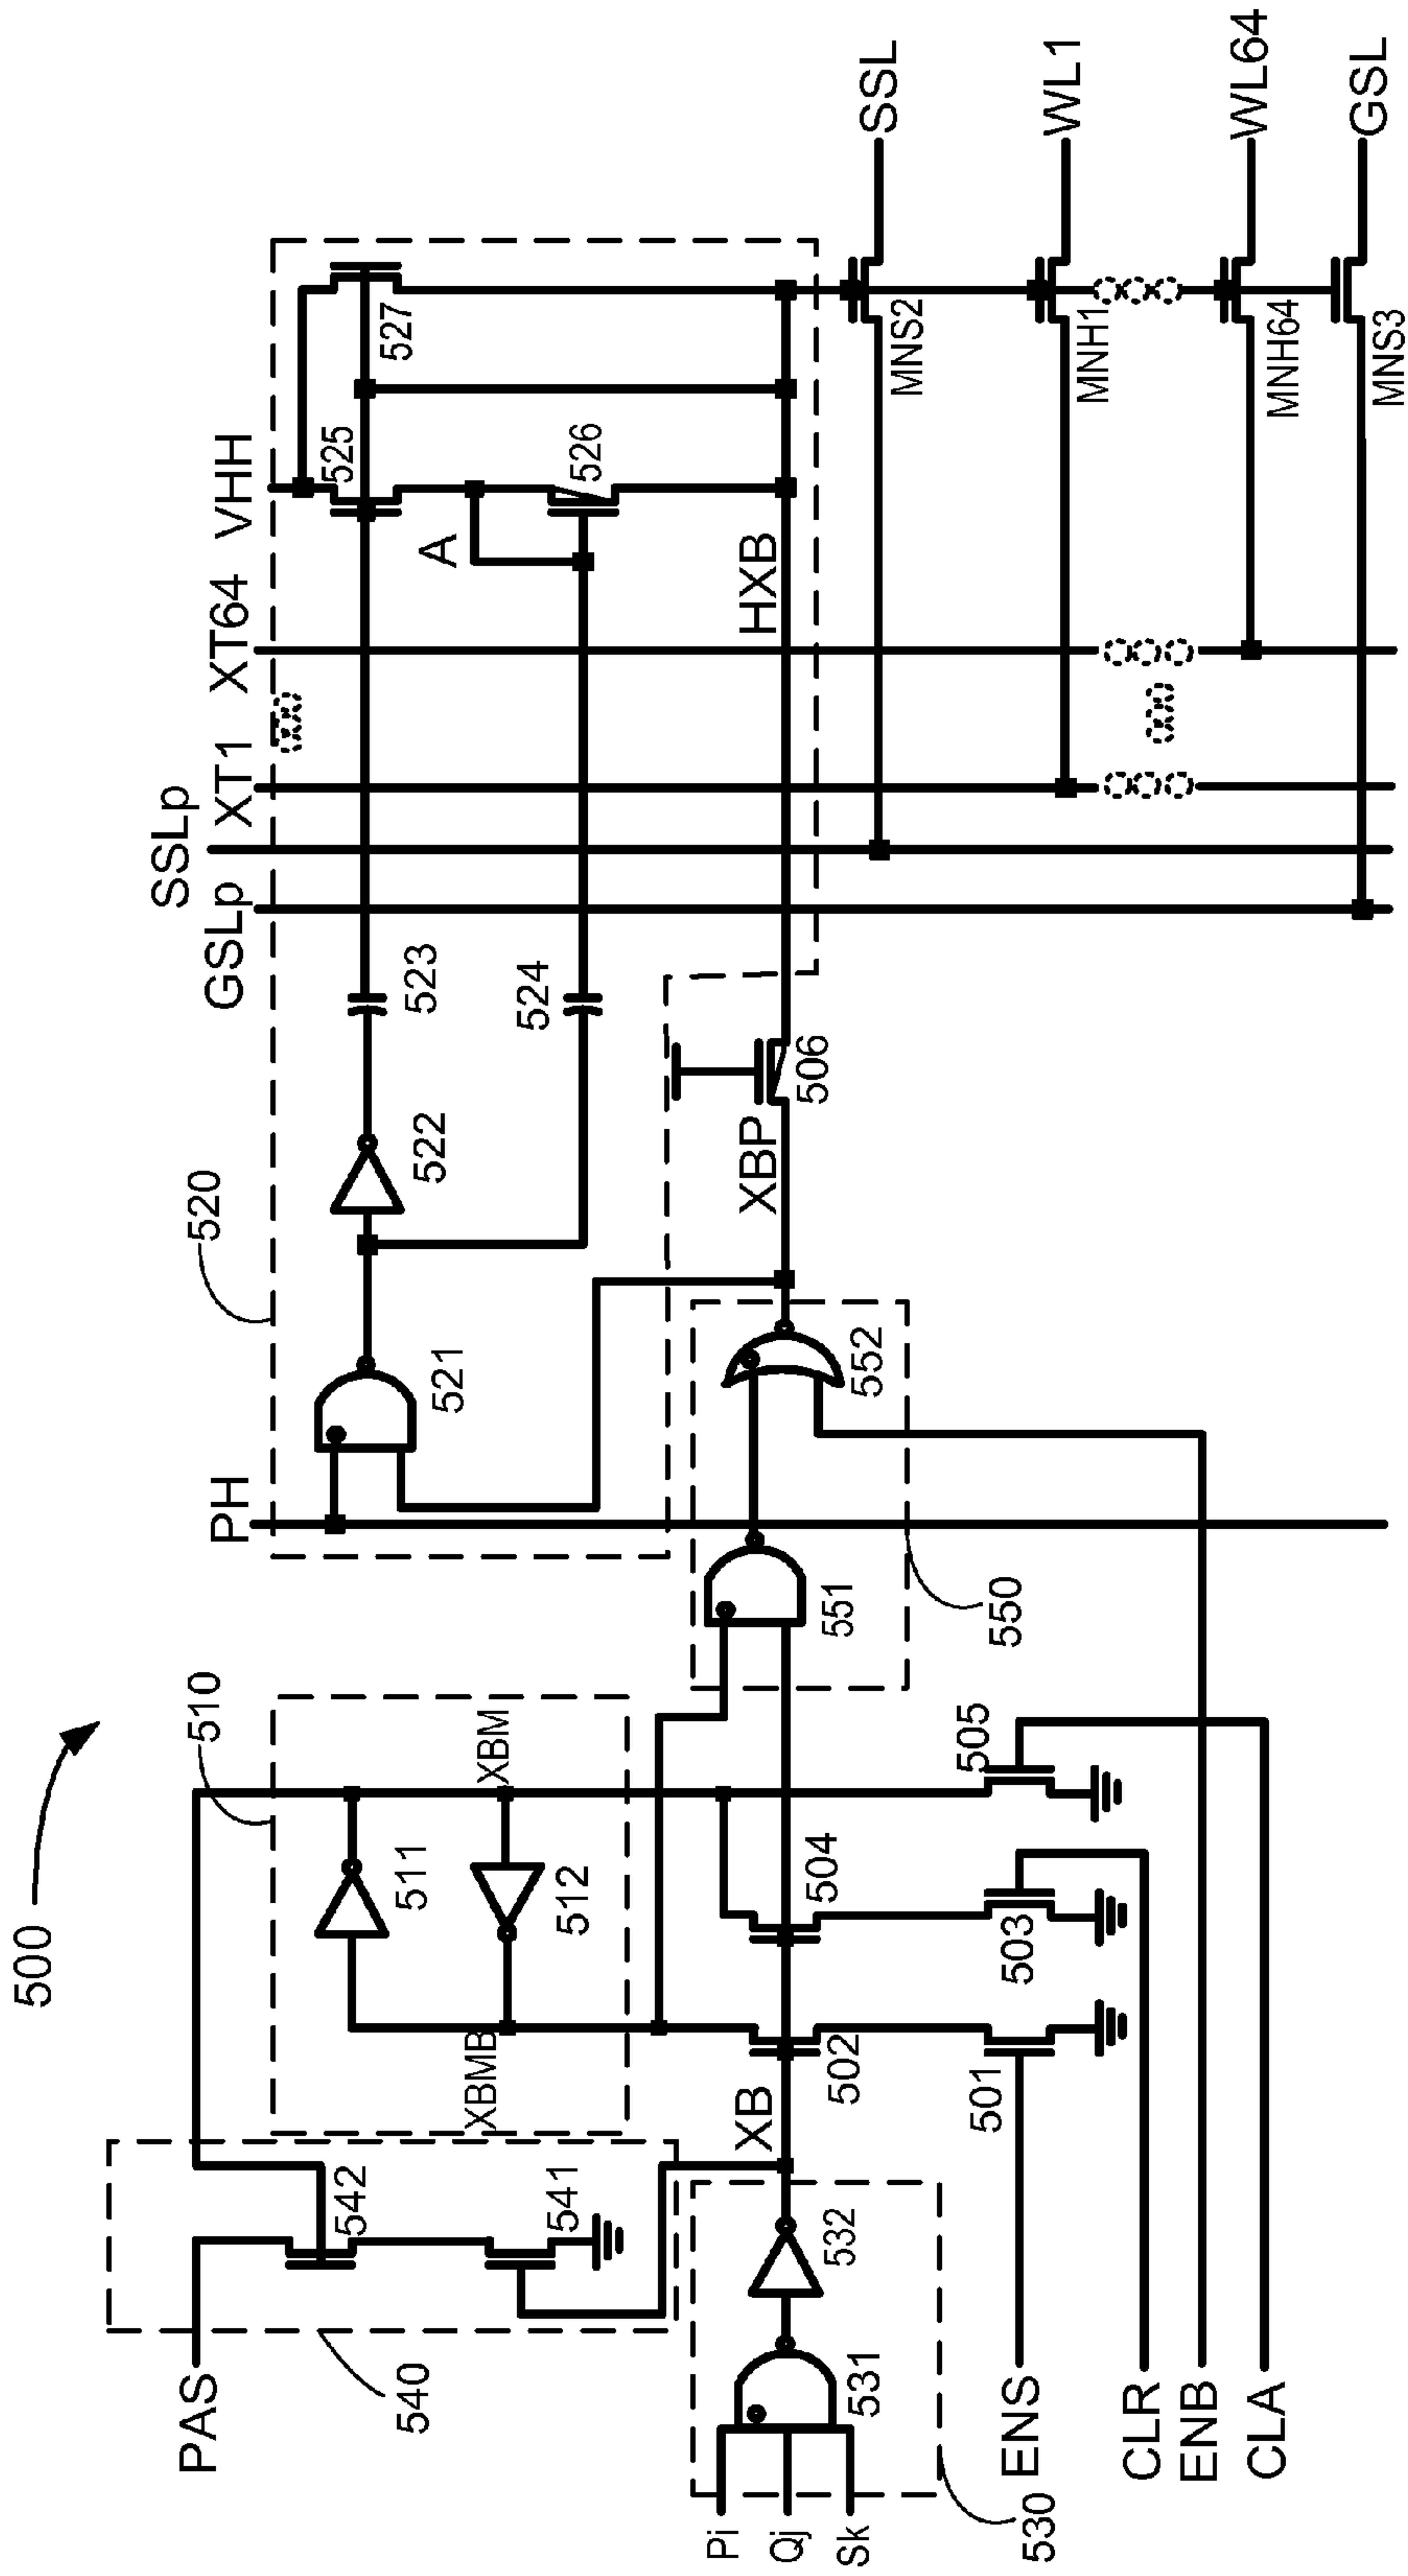 500
510
520
PAS
540
542
541
XBMB
XBM
511
512
PH
521
522
523
524
GSLp
SSLp
XT1
XT64
VHH
525
527
A
526
HXB
XB
XBP
506
Pi
Qj
Sk
531
532
530
502
504
501
503
505
551
552
550
ENS
CLR
ENB
CLA
MNS2
MNH1
MNH64
MNS3
SSL
WL1
WL64
GSL